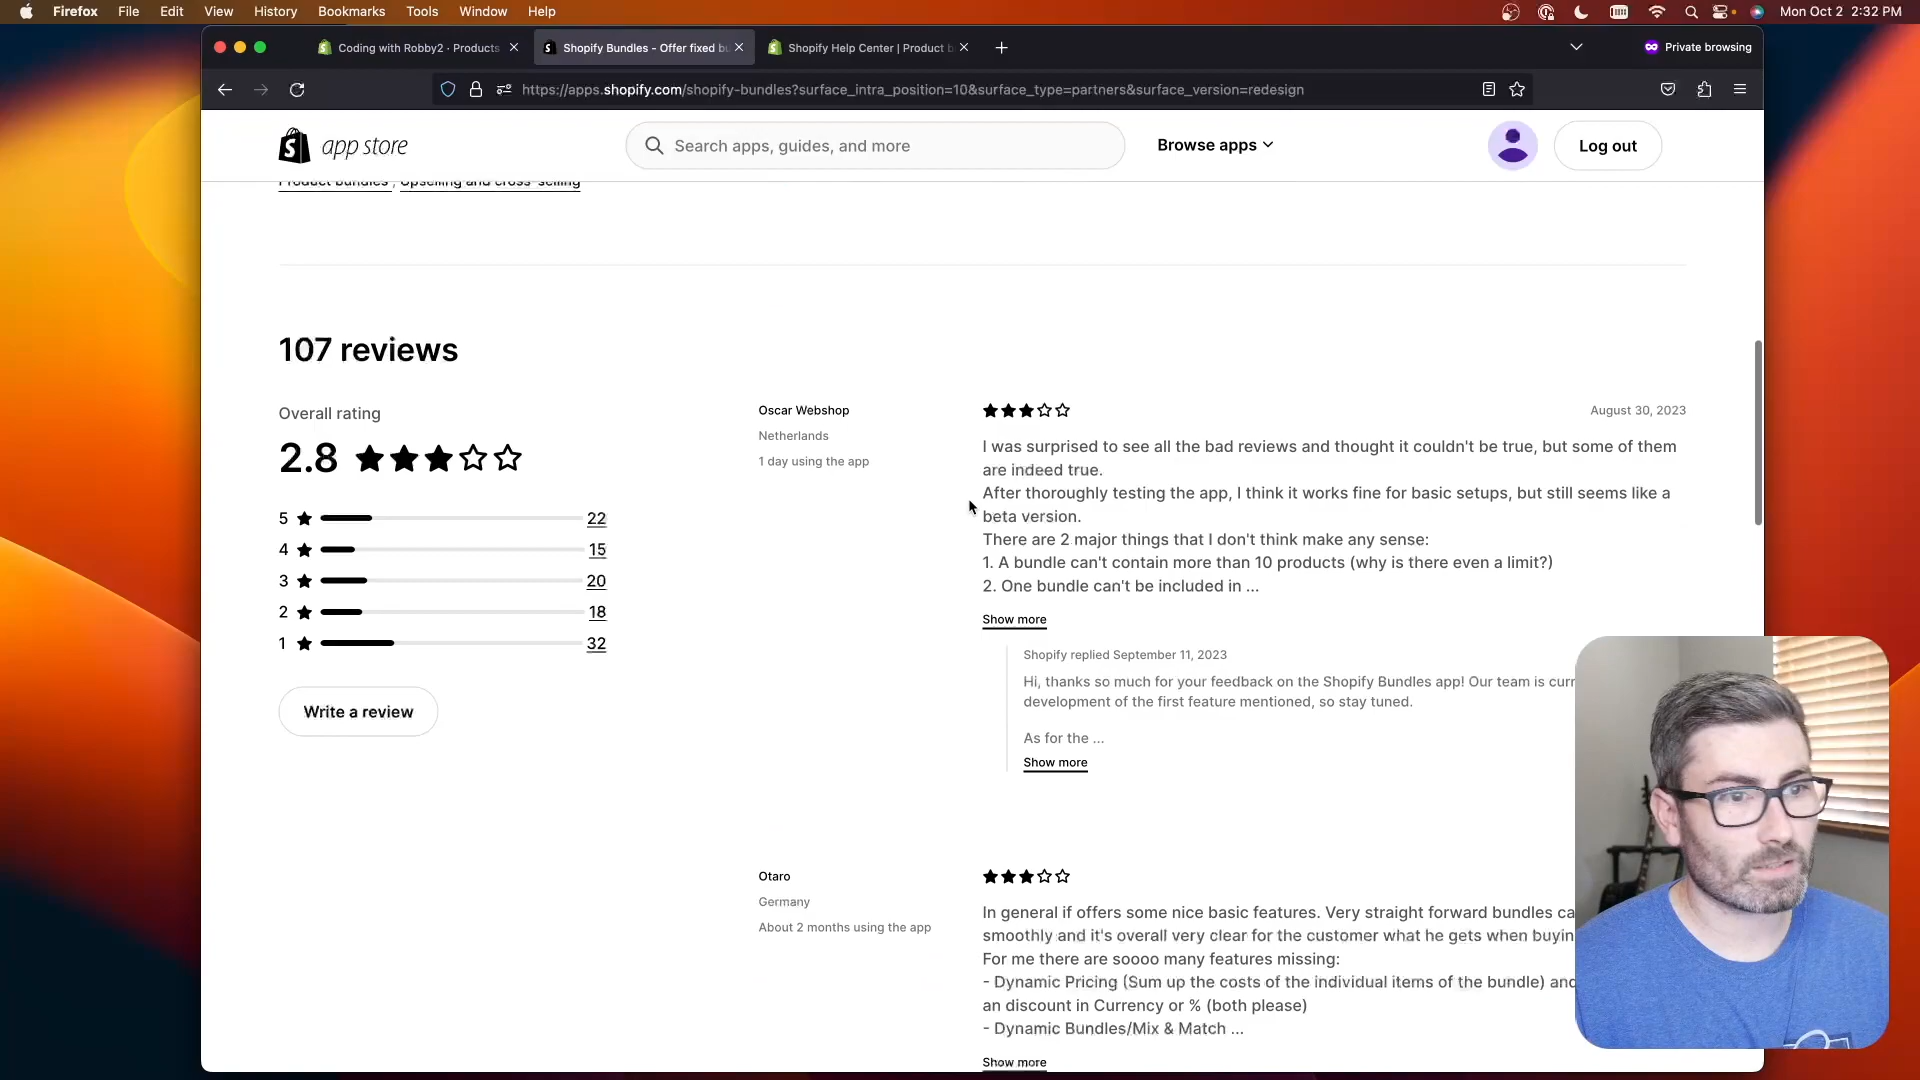 Firefox File Edit View History Bookmarks Tools Window Help Mon Oct 2 2:32 PM
Coding with Robby2 · Products Shopify Bundles - Offer fixed bu Shopify Help Center | Product b Private browsing
https://apps.shopify.com/shopify-bundles?surface_intra_position=10&surface_type=partners&surface_version=redesign
app store Search apps, guides, and more Browse apps Log out
Product bundles , Upselling and cross-selling
107 reviews
Overall rating
2.8
5 22
4 15
3 20
2 18
1 32
Write a review
Oscar Webshop
Netherlands
1 day using the app
August 30, 2023
I was surprised to see all the bad reviews and thought it couldn't be true, but some of them
are indeed true.
After thoroughly testing the app, I think it works fine for basic setups, but still seems like a
beta version.
There are 2 major things that I don't think make any sense:
1. A bundle can't contain more than 10 products (why is there even a limit?)
2. One bundle can't be included in ...
Show more
Shopify replied September 11, 2023
Hi, thanks so much for your feedback on the Shopify Bundles app! Our team is curr
development of the first feature mentioned, so stay tuned.
As for the ...
Show more
Otaro
Germany
About 2 months using the app
In general if offers some nice basic features. Very straight forward bundles ca
smoothly and it's overall very clear for the customer what he gets when buyin
For me there are soooo many features missing:
- Dynamic Pricing (Sum up the costs of the individual items of the bundle) and
an discount in Currency or % (both please)
- Dynamic Bundles/Mix & Match ...
Show more